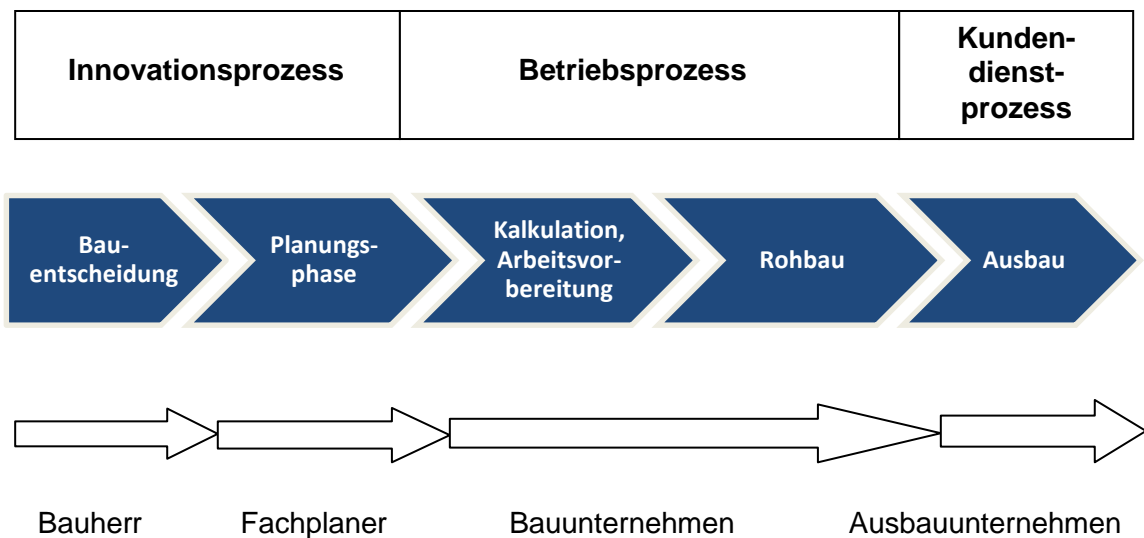 Innovationsprozess
Betriebsprozess
Kunden-
dienst-
prozess
Bau-
entscheidung
Planungs-
phase
Kalkulation,
Arbeitsvor-
bereitung
Rohbau
Ausbau
Bauherr
Fachplaner
Bauunternehmen
Ausbauunternehmen